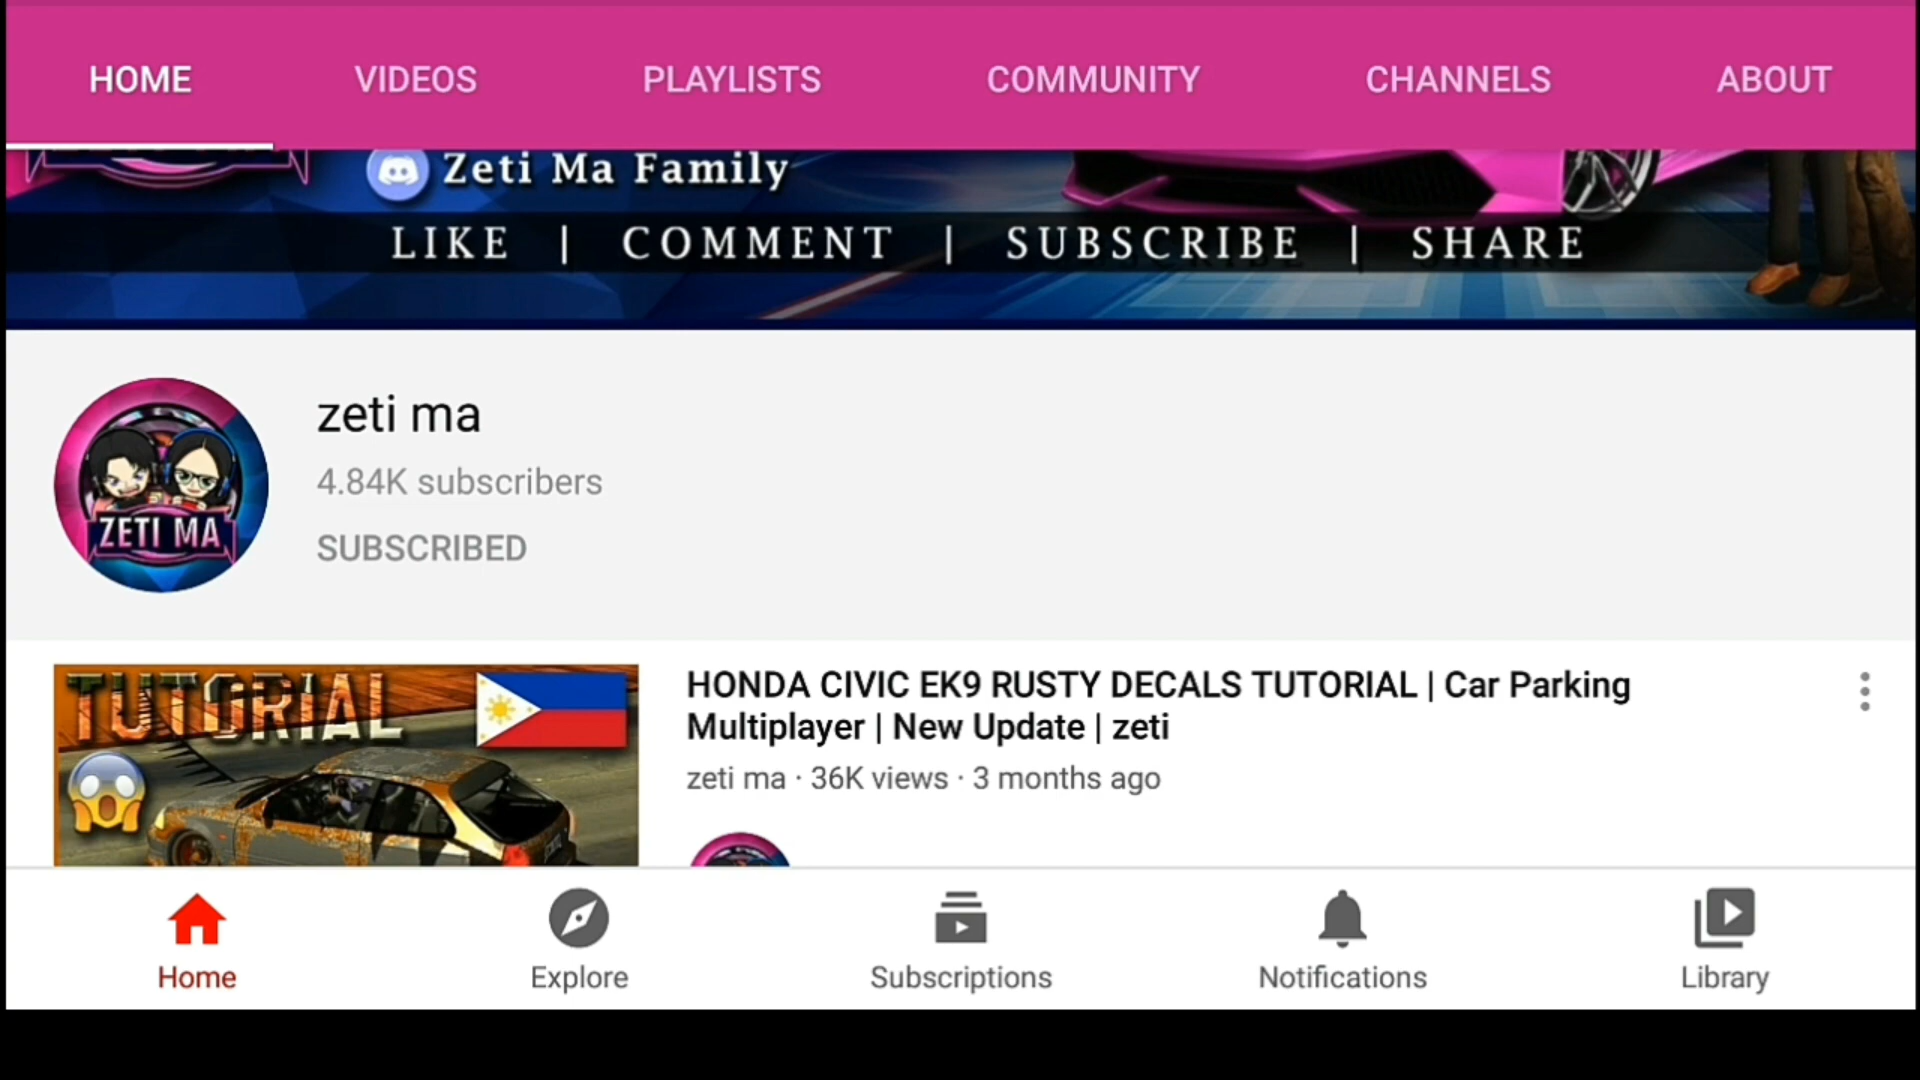 HOME VIDEOS PLAYLISTS COMMUNITY CHANNELS ABOUT
Zeti Ma Family
LIKE | COMMENT | SUBSCRIBE | SHARE
zeti ma
4.84K subscribers
SUBSCRIBED
ZETI MA
TUTORIAL
HONDA CIVIC EK9 RUSTY DECALS TUTORIAL | Car Parking
Multiplayer | New Update | zeti
zeti ma · 36K views · 3 months ago
Home Explore Subscriptions Notifications Library